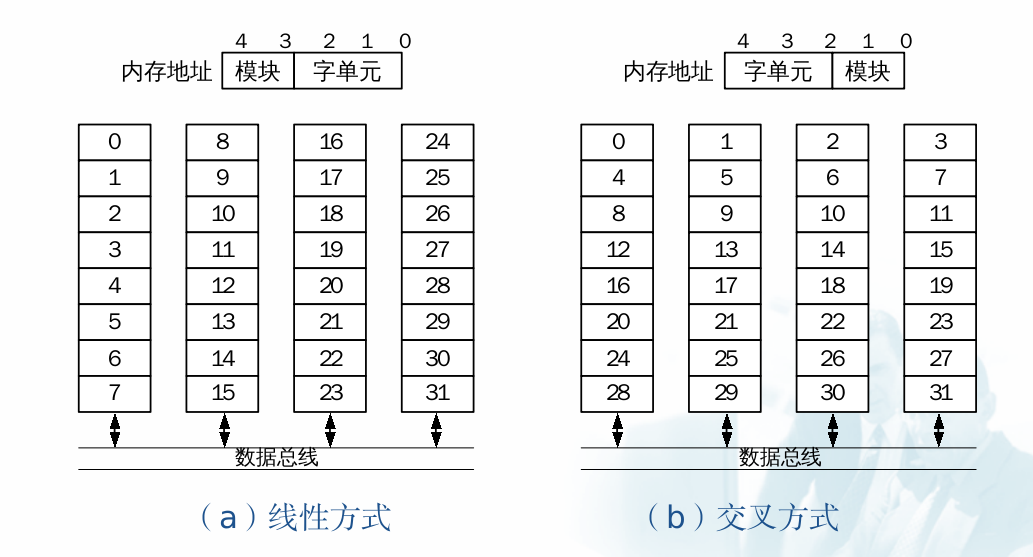 4 3 2 1 0 4 3 2 1 0
内存地址 模块 字单元 内存地址 字单元 模块
0 8 16 24 0 1 2 3
1 9 17 25 4 5 6 7
2 10 18 26 8 9 10 11
3 11 19 27 12 13 14 15
4 12 20 28 16 17 18 19
5 13 21 29 20 21 22 23
6 14 22 30 24 25 26 27
7 15 23 31 28 29 30 31
数据总线 数据总线
（a）线性方式 （b）交叉方式